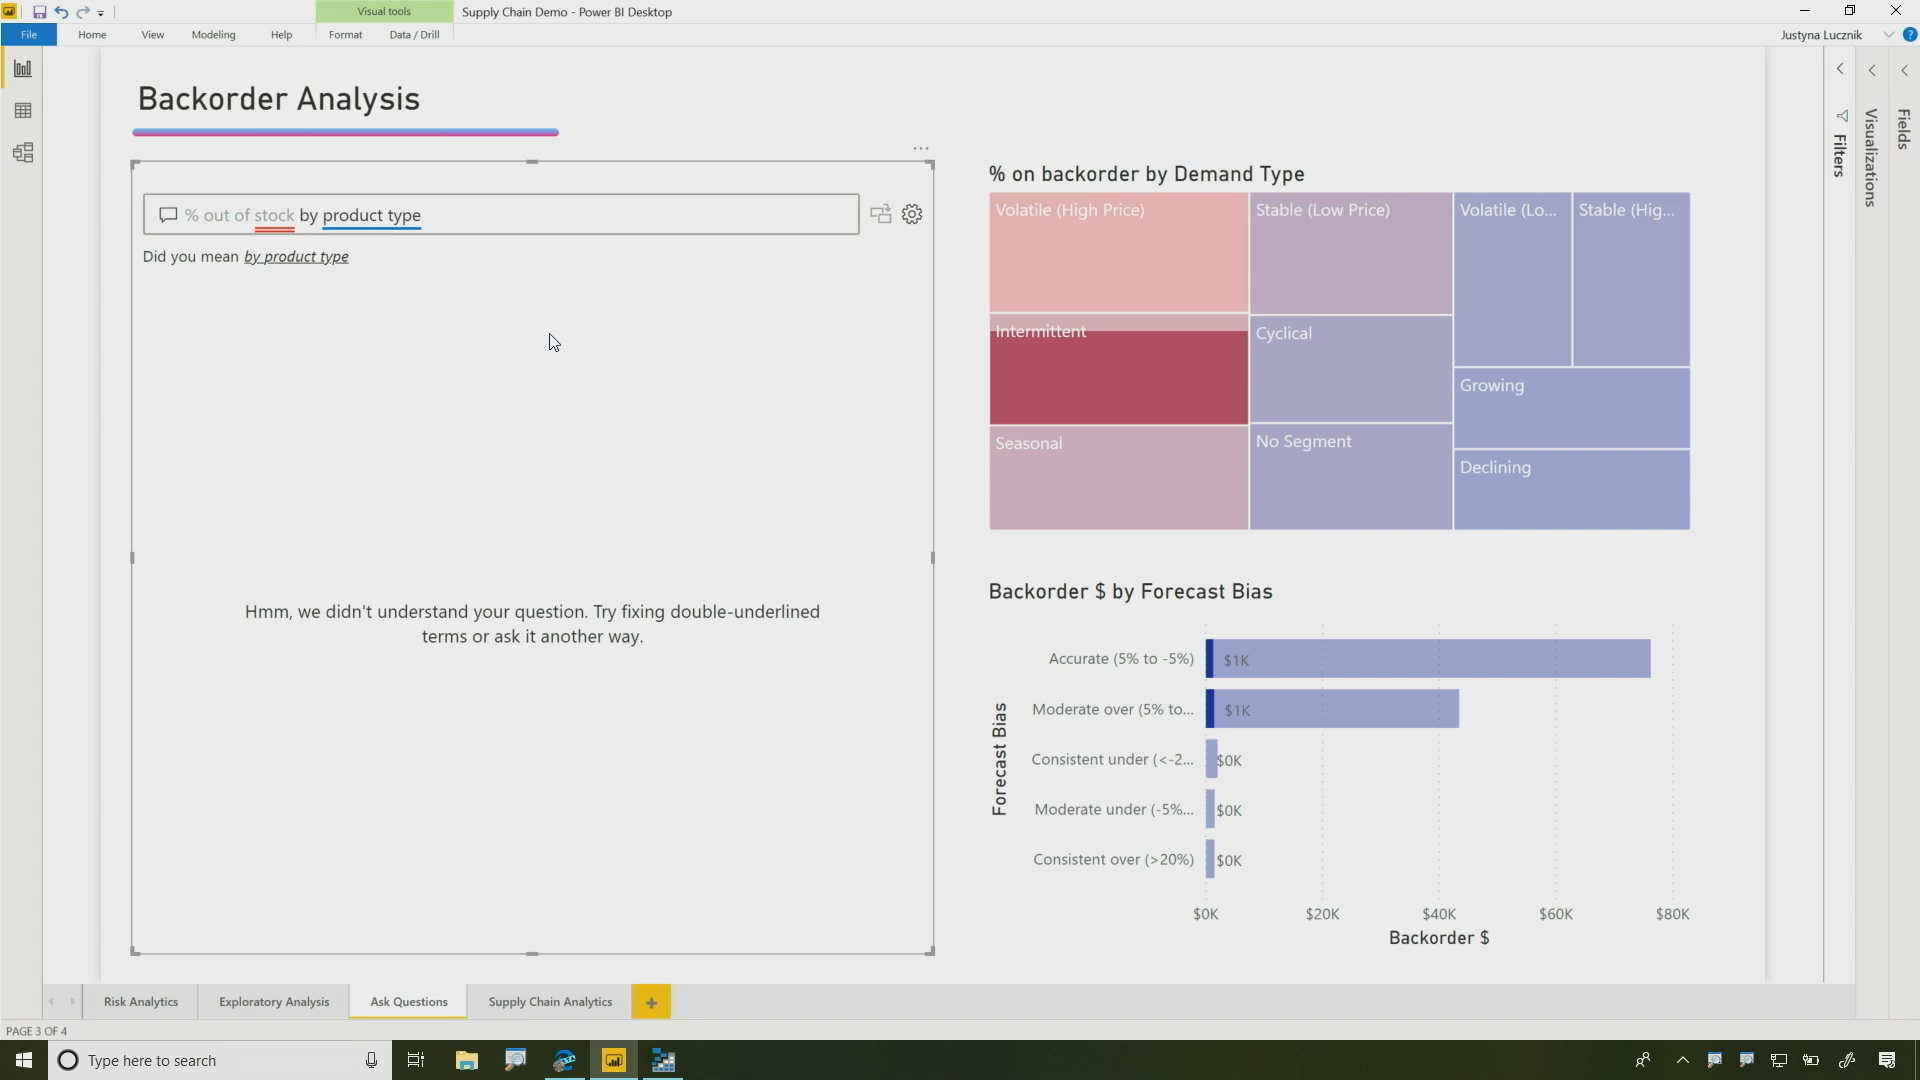 Visual tools
Supply Chain Demo - Power BI Desktop
File
Home
View
Modeling
Help
Format
Data / Drill
Justyna Lucznik
?
Backorder Analysis
% out of stock by product type
Did you mean by product type
Hmm, we didn't understand your question. Try fixing double-underlined
terms or ask it another way.
% on backorder by Demand Type
Volatile (High Price)
Stable (Low Price)
Volatile (Lo...
Stable (Hig...
Intermittent
Cyclical
Growing
Seasonal
No Segment
Declining
Backorder $ by Forecast Bias
Forecast Bias
Accurate (5% to -5%)
$1K
Moderate over (5% to...
$1K
Consistent under (<-2...
$0K
Moderate under (-5%...
$0K
Consistent over (>20%)
$0K
$0K
$20K
$40K
$60K
$80K
Backorder $
Filters
Visualizations
Fields
Risk Analytics
Exploratory Analysis
Ask Questions
Supply Chain Analytics
PAGE 3 OF 4
Type here to search